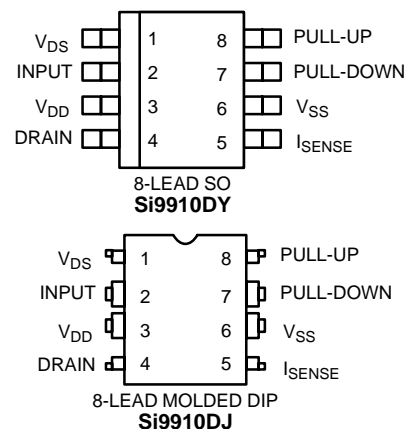 VDS 1 8 PULL-UP
INPUT 2 7 PULL-DOWN
VDD 3 6 VSS
DRAIN 4 5 ISENSE
8-LEAD SO
Si9910DY
VDS 1 8 PULL-UP
INPUT 2 7 PULL-DOWN
VDD 3 6 VSS
DRAIN 4 5 ISENSE
8-LEAD MOLDED DIP
Si9910DJ